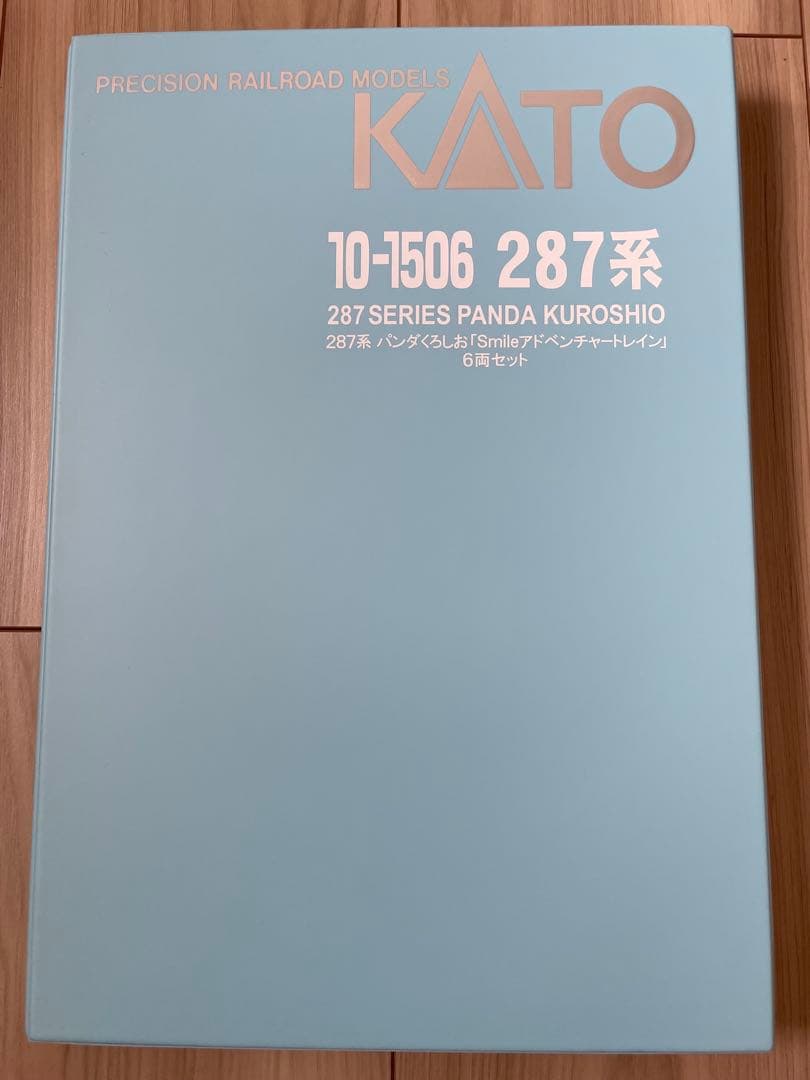 PRECISION RAILROAD MODELS
KATO
10-1506 287系
287 SERIES PANDA KUROSHIO
287系 パンダくろしお「Smileアドベンチャートレイン」
6両セット